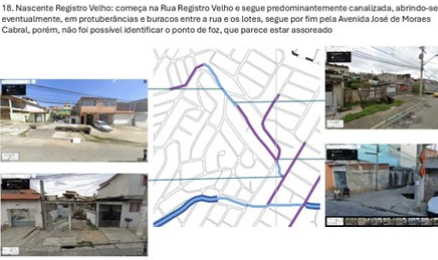 18. Nascente Registro Velho: começa na Rua Registro Velho e segue predominantemente canalizada, abrindo-se
eventualmente, em protuberâncias e buracos entre a rua e os lotes, segue por fim pela Avenida José de Moraes
Cabral, porém, não foi possível identificar o ponto de foz, que parece estar assoreado